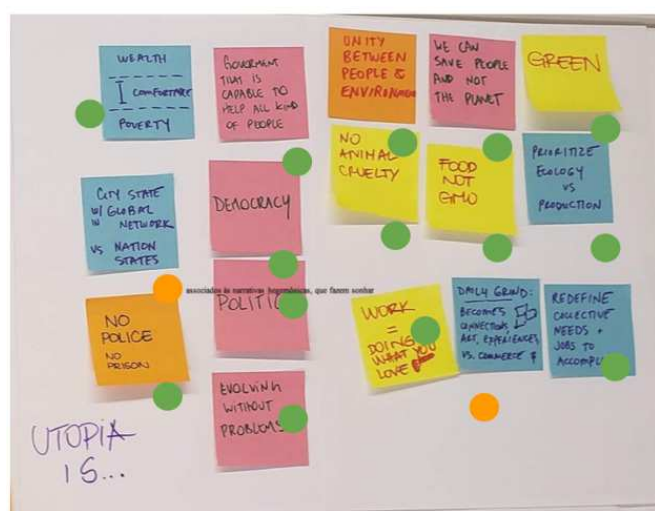 WEALTH
COMFORTABLE
POVERTY
GOVERMENT
THAT IS
CAPABLE TO
HELP ALL KIND
OF PEOPLE
UNITY
BETWEEN
PEOPLE &
ENVIRONMENT
WE CAN
SAVE PEOPLE
AND NOT
THE PLANET
GREEN
CITY STATE
W/ GLOBAL
NETWORK
VS NATION
STATES
DEMOCRACY
NO
ANIMAL
CRUELTY
FOOD
NOT
GMO
PRIORITIZE
ECOLOGY
VS
PRODUCTION
associados às narrativas hegemônicas, que fazem sonhar
NO
POLICE
NO
PRISON
POLITIC
EVOLVING
WITHOUT
PROBLEMS
WORK
=
DOING
WHAT YOU
LOVE
DAILY GRIND:
BECOMES
CONNECTIONS,
ART, EXPERIENCES
VS. COMMERCE
REDEFINE
COLLECTIVE
NEEDS +
JOBS TO
ACCOMPLISH
UTOPIA
IS...